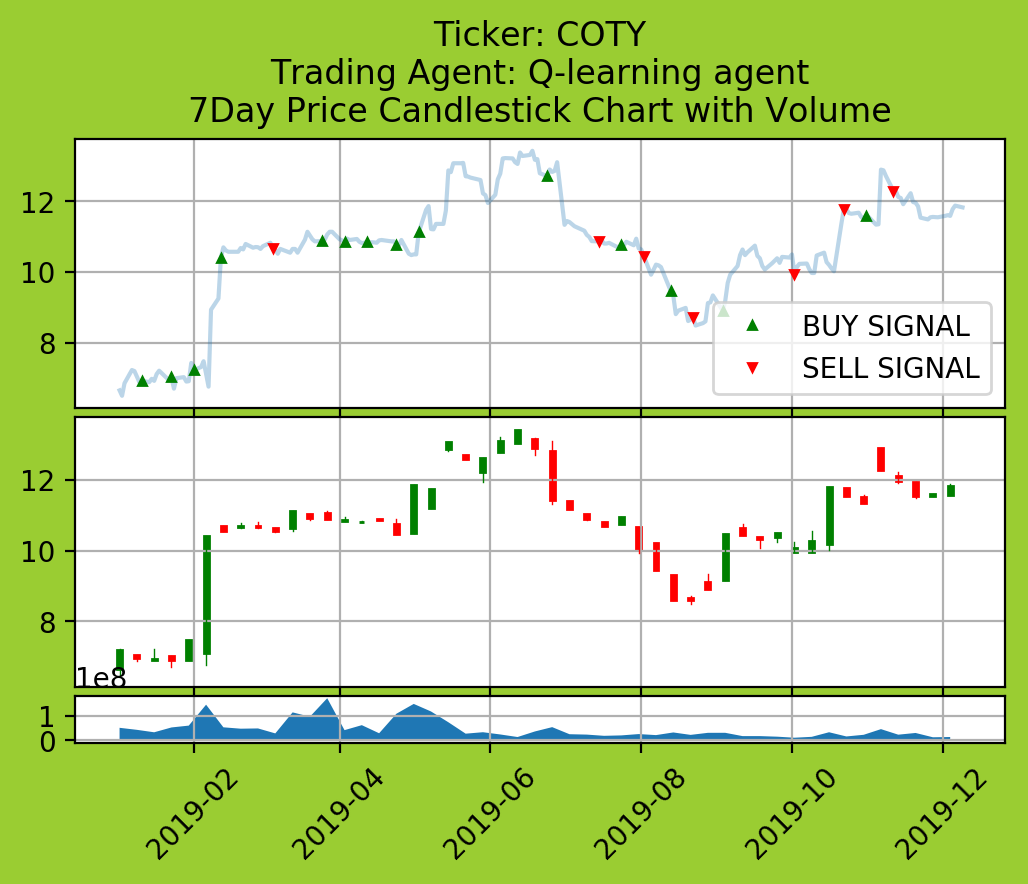 Ticker: COTY
Trading Agent: Q-learning agent
7Day Price Candlestick Chart with Volume
12
10
8
BUY SIGNAL
SELL SIGNAL
12
10
8
1e8
1
0
2019-02
2019-04
2019-06
2019-08
2019-10
2019-12